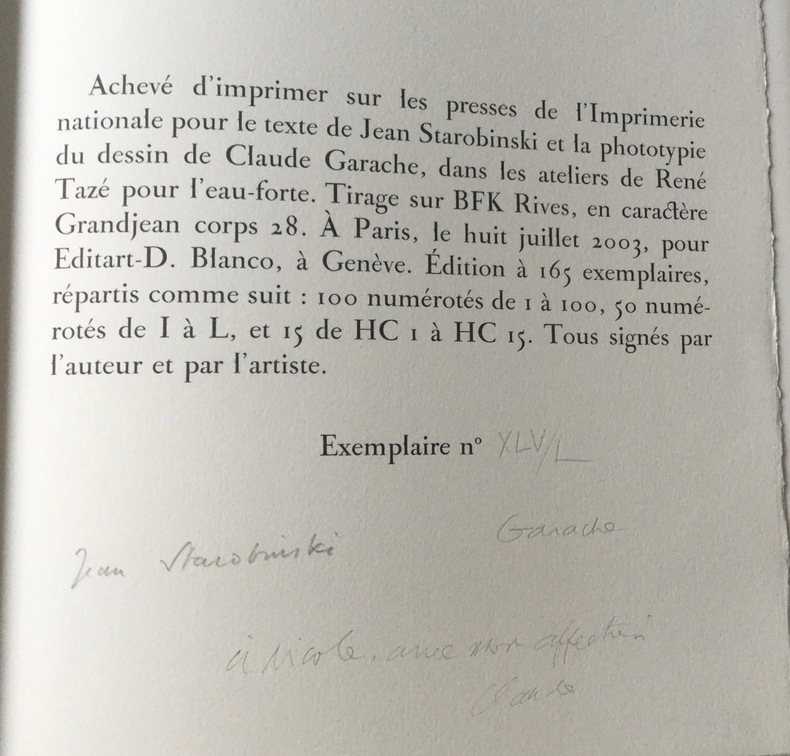 Achevé d'imprimer sur les presses de l'Imprimerie
nationale pour le texte de Jean Starobinski et la phototypie
du dessin de Claude Garache, dans les ateliers de René
Tazé pour l'eau-forte. Tirage sur BFK Rives, en caractère
Grandjean corps 28. À Paris, le huit juillet 2003, pour
Editart-D. Blanco, à Genève. Édition à 165 exemplaires,
répartis comme suit : 100 numérotés de 1 à 100, 50 numé-
rotés de I à L, et 15 de HC 1 à HC 15. Tous signés par
l'auteur et par l'artiste.
Exemplaire nº XLV/L
Garache
Jean Starobinski
à Nicole. avec mon affection
Claude